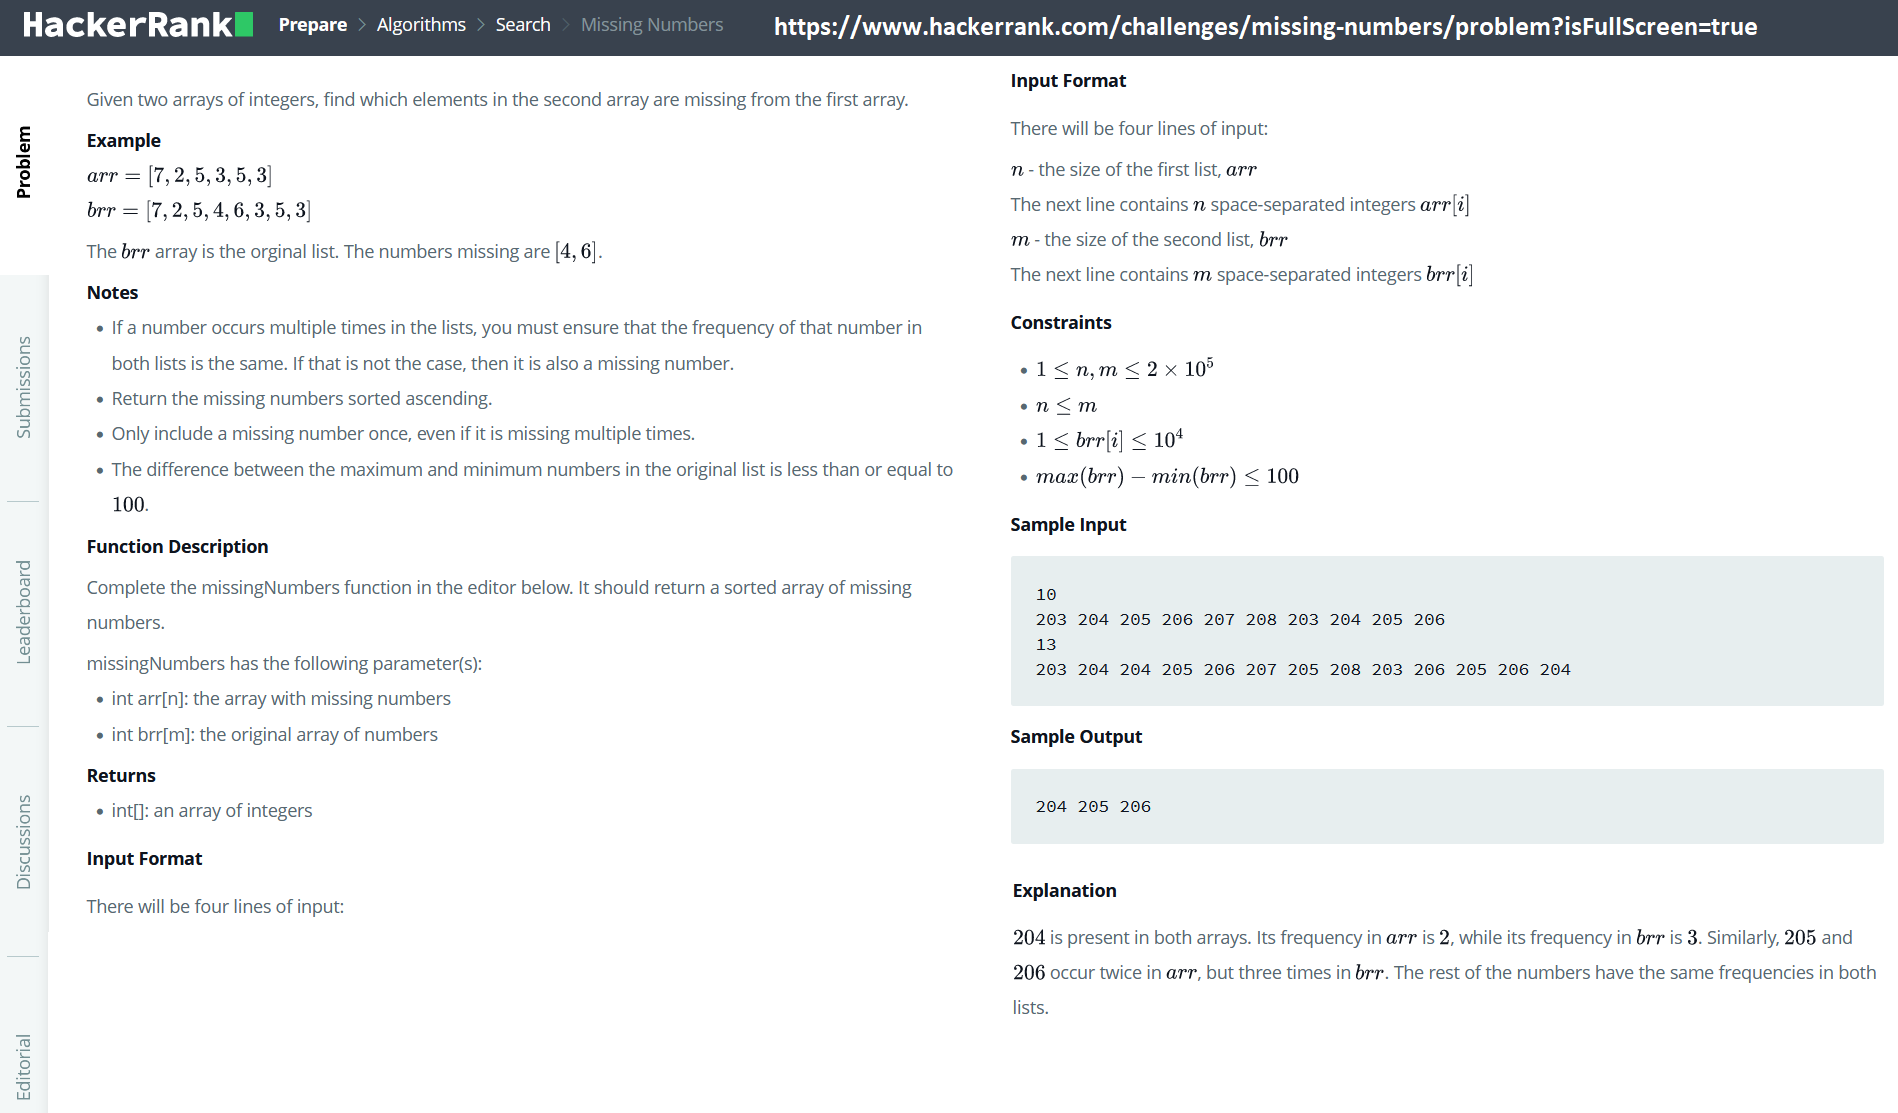 HackerRank Prepare > Algorithms > Search > Missing Numbers https://www.hackerrank.com/challenges/missing-numbers/problem?isFullScreen=true
Problem
Submissions
Leaderboard
Discussions
Editorial
Given two arrays of integers, find which elements in the second array are missing from the first array.
Example
arr = [7, 2, 5, 3, 5, 3]
brr = [7, 2, 5, 4, 6, 3, 5, 3]
The brr array is the orginal list. The numbers missing are [4, 6].
Notes
• If a number occurs multiple times in the lists, you must ensure that the frequency of that number in
both lists is the same. If that is not the case, then it is also a missing number.
• Return the missing numbers sorted ascending.
• Only include a missing number once, even if it is missing multiple times.
• The difference between the maximum and minimum numbers in the original list is less than or equal to
100.
Function Description
Complete the missingNumbers function in the editor below. It should return a sorted array of missing
numbers.
missingNumbers has the following parameter(s):
• int arr[n]: the array with missing numbers
• int brr[m]: the original array of numbers
Returns
• int[]: an array of integers
Input Format
There will be four lines of input:
Input Format
There will be four lines of input:
n - the size of the first list, arr
The next line contains n space-separated integers arr[i]
m - the size of the second list, brr
The next line contains m space-separated integers brr[i]
Constraints
• 1 ≤ n, m ≤ 2 × 10⁵
• n ≤ m
• 1 ≤ brr[i] ≤ 10⁴
• max(brr) − min(brr) ≤ 100
Sample Input
10
203 204 205 206 207 208 203 204 205 206
13
203 204 204 205 206 207 205 208 203 206 205 206 204
Sample Output
204 205 206
Explanation
204 is present in both arrays. Its frequency in arr is 2, while its frequency in brr is 3. Similarly, 205 and
206 occur twice in arr, but three times in brr. The rest of the numbers have the same frequencies in both
lists.